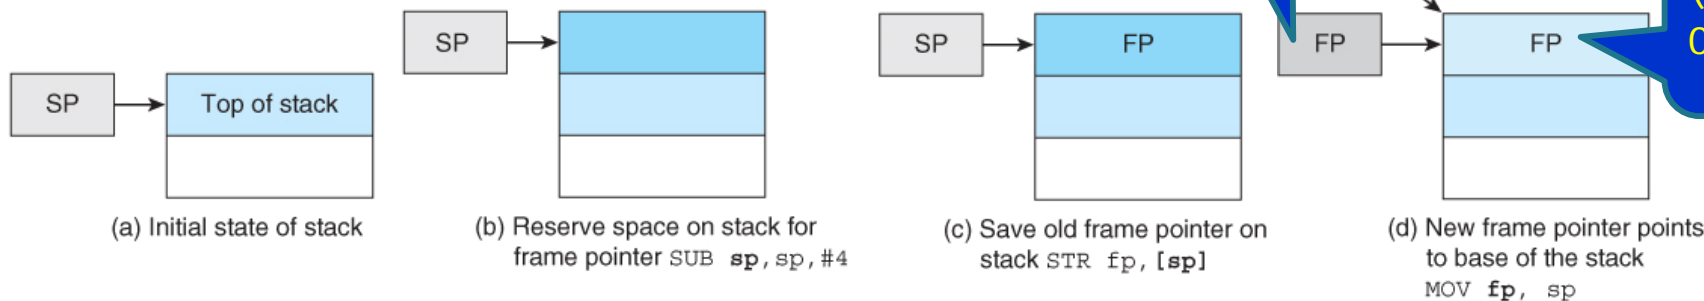 SP
Top of stack
(a) Initial state of stack
SP
(b) Reserve space on stack for
frame pointer SUB sp,sp,#4
SP
FP
(c) Save old frame pointer on
stack STR fp,[sp]
FP
FP
(d) New frame pointer points
to base of the stack
MOV fp, sp